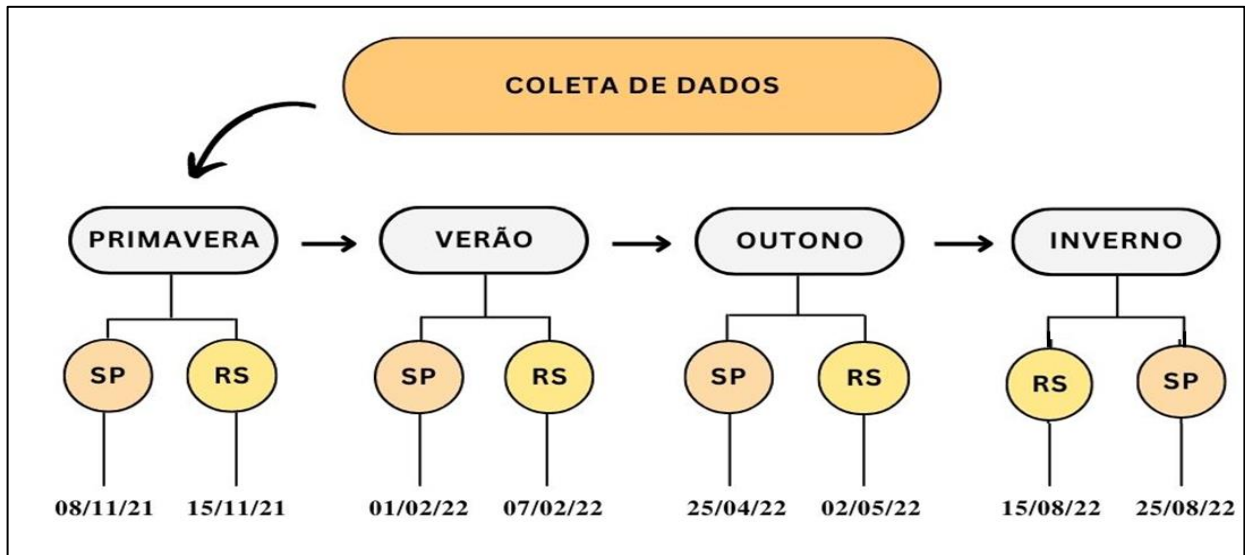 COLETA DE DADOS
PRIMAVERA
VERÃO
OUTONO
INVERNO
SP
RS
SP
RS
SP
RS
RS
SP
08/11/21
15/11/21
01/02/22
07/02/22
25/04/22
02/05/22
15/08/22
25/08/22